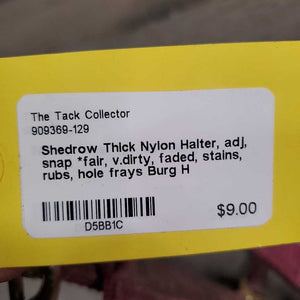 The Tack Collector
909369-129
Shedrow Thick Nylon Halter, adj,
snap *fair, v.dirty, faded, stains,
rubs, hole frays Burg H
D5BB1C
$9.00